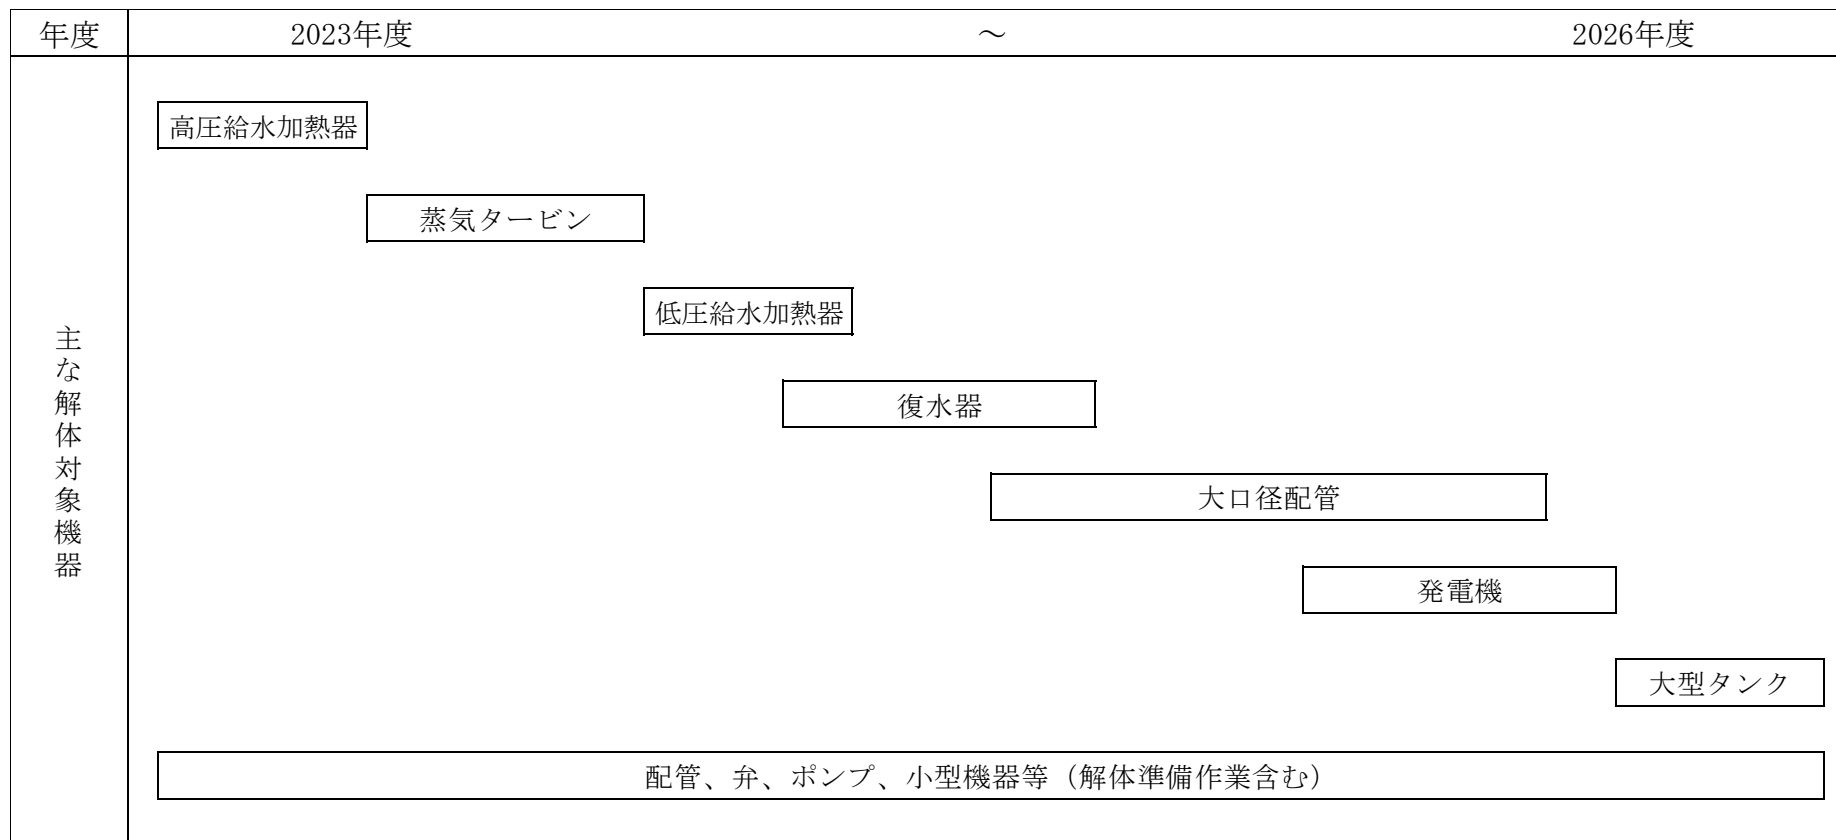 年度 2023年度 ～ 2026年度
高圧給水加熱器
蒸気タービン
低圧給水加熱器
主な解体対象機器
復水器
大口径配管
発電機
大型タンク
配管、弁、ポンプ、小型機器等（解体準備作業含む）